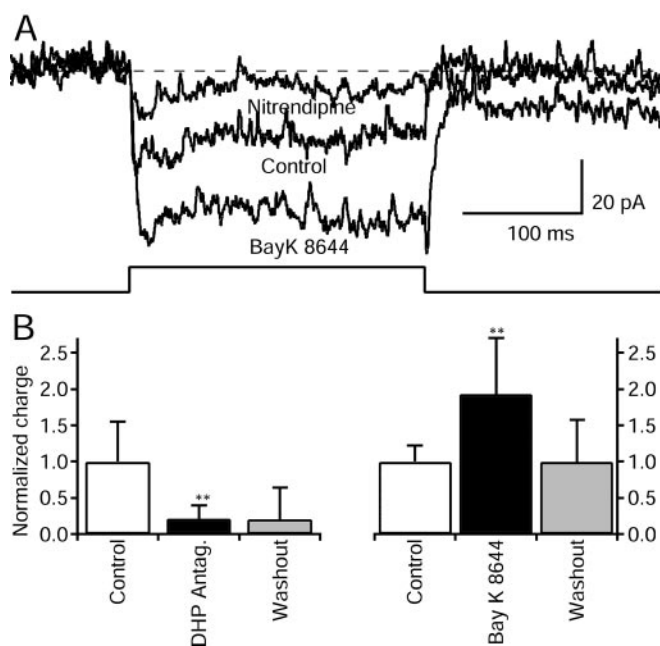 A
Nitrendipine
Control
BayK 8644
20 pA
100 ms
B
Normalized charge
2.5
2.0
1.5
1.0
0.5
0.0
**
**
2.5
2.0
1.5
1.0
0.5
0.0
Control
DHP Antag.
Washout
Control
Bay K 8644
Washout